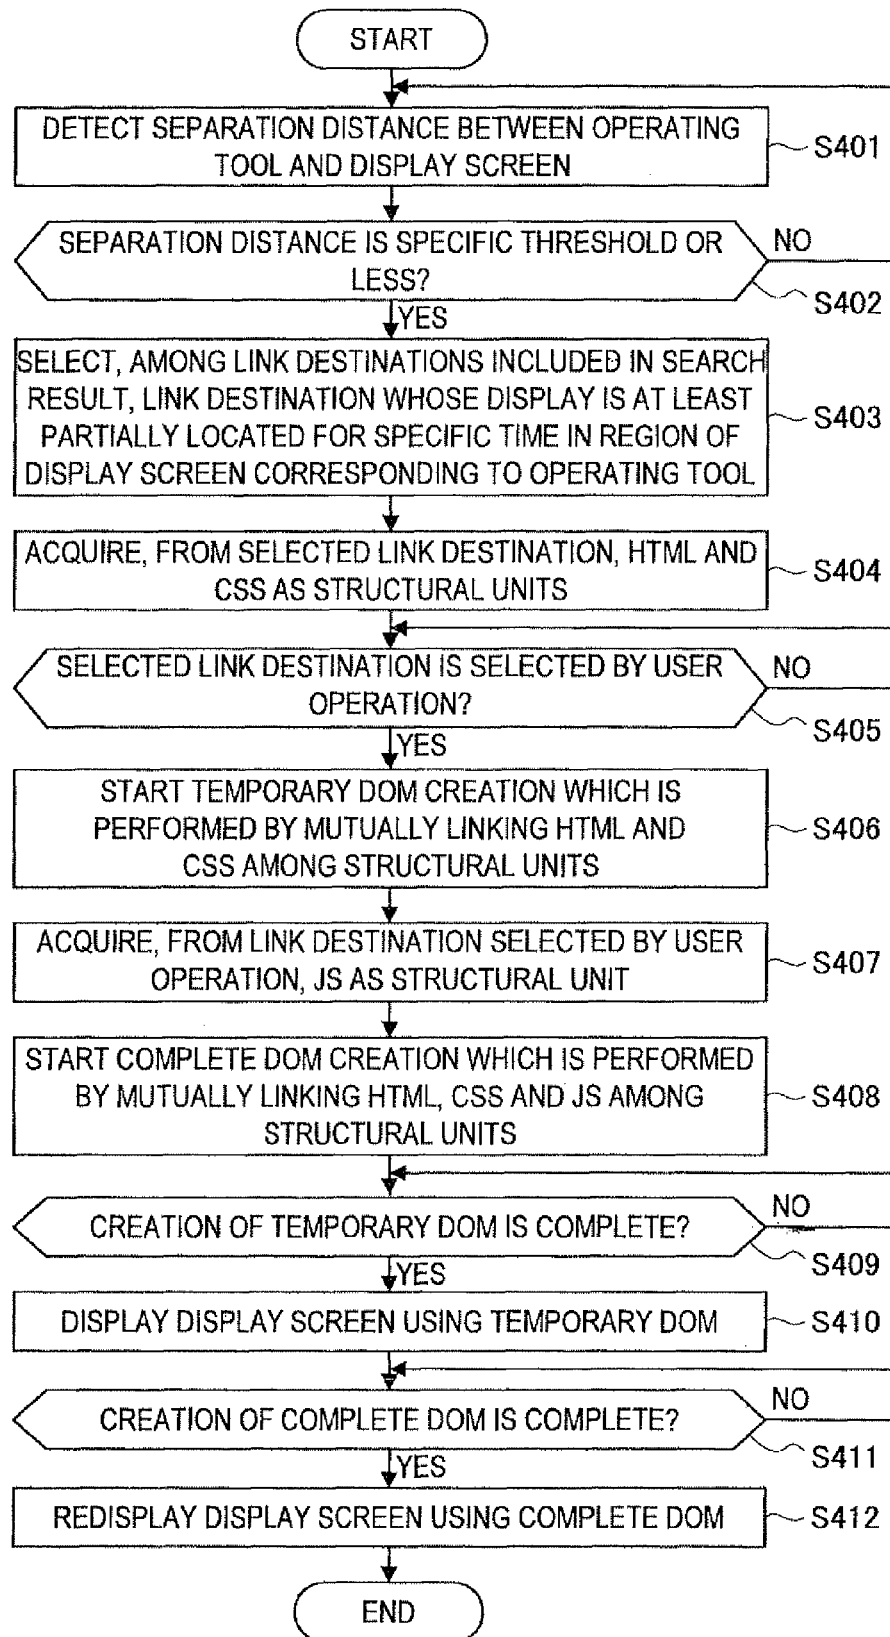 START
DETECT SEPARATION DISTANCE BETWEEN OPERATING
TOOL AND DISPLAY SCREEN
S401
SEPARATION DISTANCE IS SPECIFIC THRESHOLD OR
LESS?
NO
S402
YES
SELECT, AMONG LINK DESTINATIONS INCLUDED IN SEARCH
RESULT, LINK DESTINATION WHOSE DISPLAY IS AT LEAST
PARTIALLY LOCATED FOR SPECIFIC TIME IN REGION OF
DISPLAY SCREEN CORRESPONDING TO OPERATING TOOL
S403
ACQUIRE, FROM SELECTED LINK DESTINATION, HTML AND
CSS AS STRUCTURAL UNITS
S404
SELECTED LINK DESTINATION IS SELECTED BY USER
OPERATION?
NO
S405
YES
START TEMPORARY DOM CREATION WHICH IS
PERFORMED BY MUTUALLY LINKING HTML AND
CSS AMONG STRUCTURAL UNITS
S406
ACQUIRE, FROM LINK DESTINATION SELECTED BY USER
OPERATION, JS AS STRUCTURAL UNIT
S407
START COMPLETE DOM CREATION WHICH IS PERFORMED
BY MUTUALLY LINKING HTML, CSS AND JS AMONG
STRUCTURAL UNITS
S408
CREATION OF TEMPORARY DOM IS COMPLETE?
NO
S409
YES
DISPLAY DISPLAY SCREEN USING TEMPORARY DOM
S410
CREATION OF COMPLETE DOM IS COMPLETE?
NO
S411
YES
REDISPLAY DISPLAY SCREEN USING COMPLETE DOM
S412
END